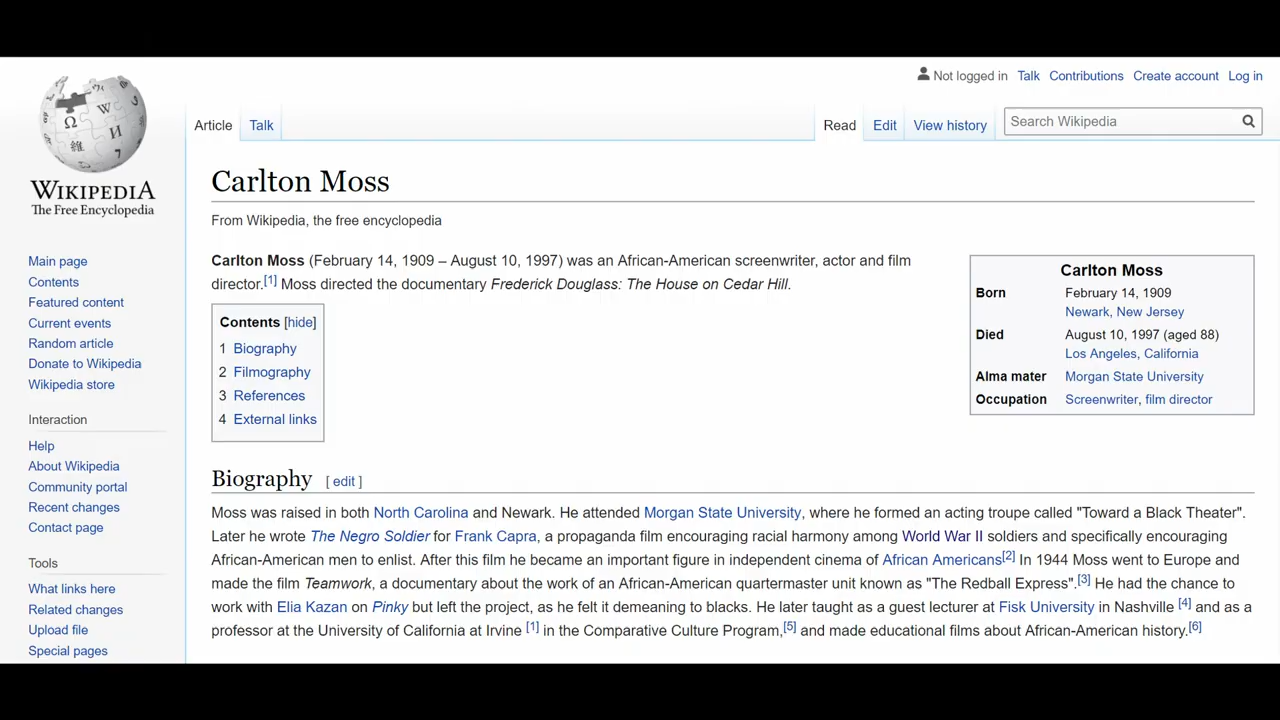 Not logged in Talk Contributions Create account Log in
Article Talk Read Edit View history Search Wikipedia
WIKIPEDIA
The Free Encyclopedia
Main page
Contents
Featured content
Current events
Random article
Donate to Wikipedia
Wikipedia store
Interaction
Help
About Wikipedia
Community portal
Recent changes
Contact page
Tools
What links here
Related changes
Upload file
Special pages
Carlton Moss
From Wikipedia, the free encyclopedia
Carlton Moss (February 14, 1909 – August 10, 1997) was an African-American screenwriter, actor and film
director.[1] Moss directed the documentary Frederick Douglass: The House on Cedar Hill.
Contents [hide]
1 Biography
2 Filmography
3 References
4 External links
Carlton Moss
Born February 14, 1909
Newark, New Jersey
Died August 10, 1997 (aged 88)
Los Angeles, California
Alma mater Morgan State University
Occupation Screenwriter, film director
Biography [ edit ]
Moss was raised in both North Carolina and Newark. He attended Morgan State University, where he formed an acting troupe called "Toward a Black Theater".
Later he wrote The Negro Soldier for Frank Capra, a propaganda film encouraging racial harmony among World War II soldiers and specifically encouraging
African-American men to enlist. After this film he became an important figure in independent cinema of African Americans[2] In 1944 Moss went to Europe and
made the film Teamwork, a documentary about the work of an African-American quartermaster unit known as "The Redball Express".[3] He had the chance to
work with Elia Kazan on Pinky but left the project, as he felt it demeaning to blacks. He later taught as a guest lecturer at Fisk University in Nashville [4] and as a
professor at the University of California at Irvine [1] in the Comparative Culture Program,[5] and made educational films about African-American history.[6]